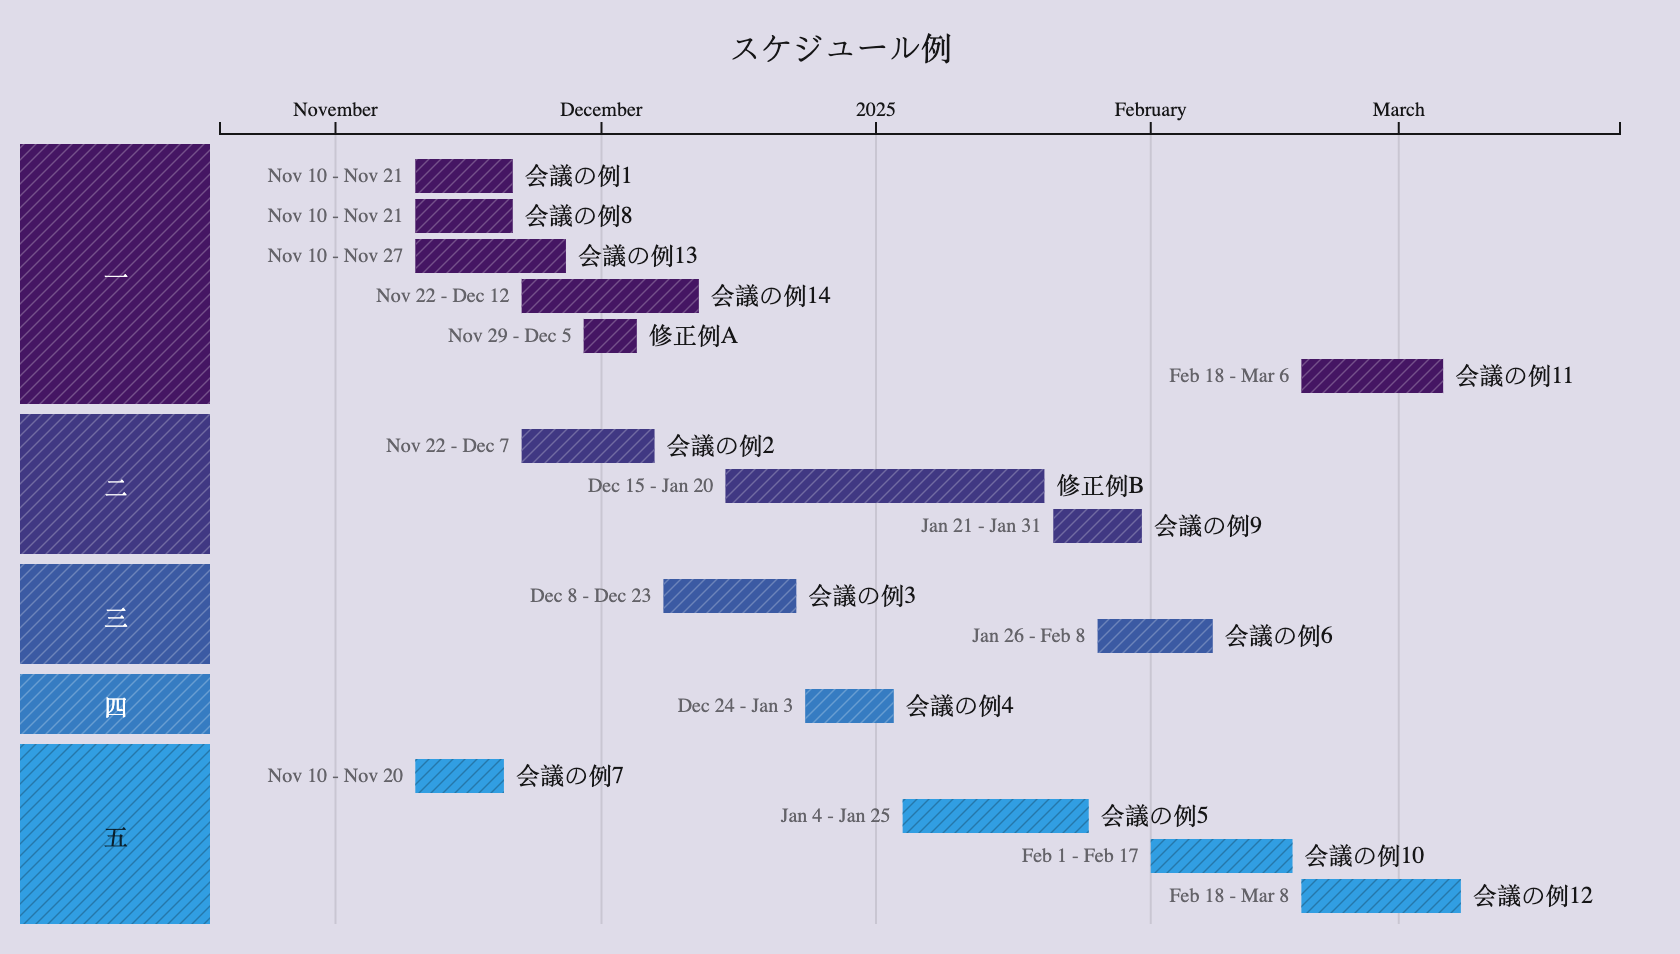 スケジュール例
November December 2025 February March
一
Nov 10 - Nov 21 会議の例1
Nov 10 - Nov 21 会議の例8
Nov 10 - Nov 27 会議の例13
Nov 22 - Dec 12 会議の例14
Nov 29 - Dec 5 修正例A
Feb 18 - Mar 6 会議の例11
二
Nov 22 - Dec 7 会議の例2
Dec 15 - Jan 20 修正例B
Jan 21 - Jan 31 会議の例9
三
Dec 8 - Dec 23 会議の例3
Jan 26 - Feb 8 会議の例6
四
Dec 24 - Jan 3 会議の例4
五
Nov 10 - Nov 20 会議の例7
Jan 4 - Jan 25 会議の例5
Feb 1 - Feb 17 会議の例10
Feb 18 - Mar 8 会議の例12